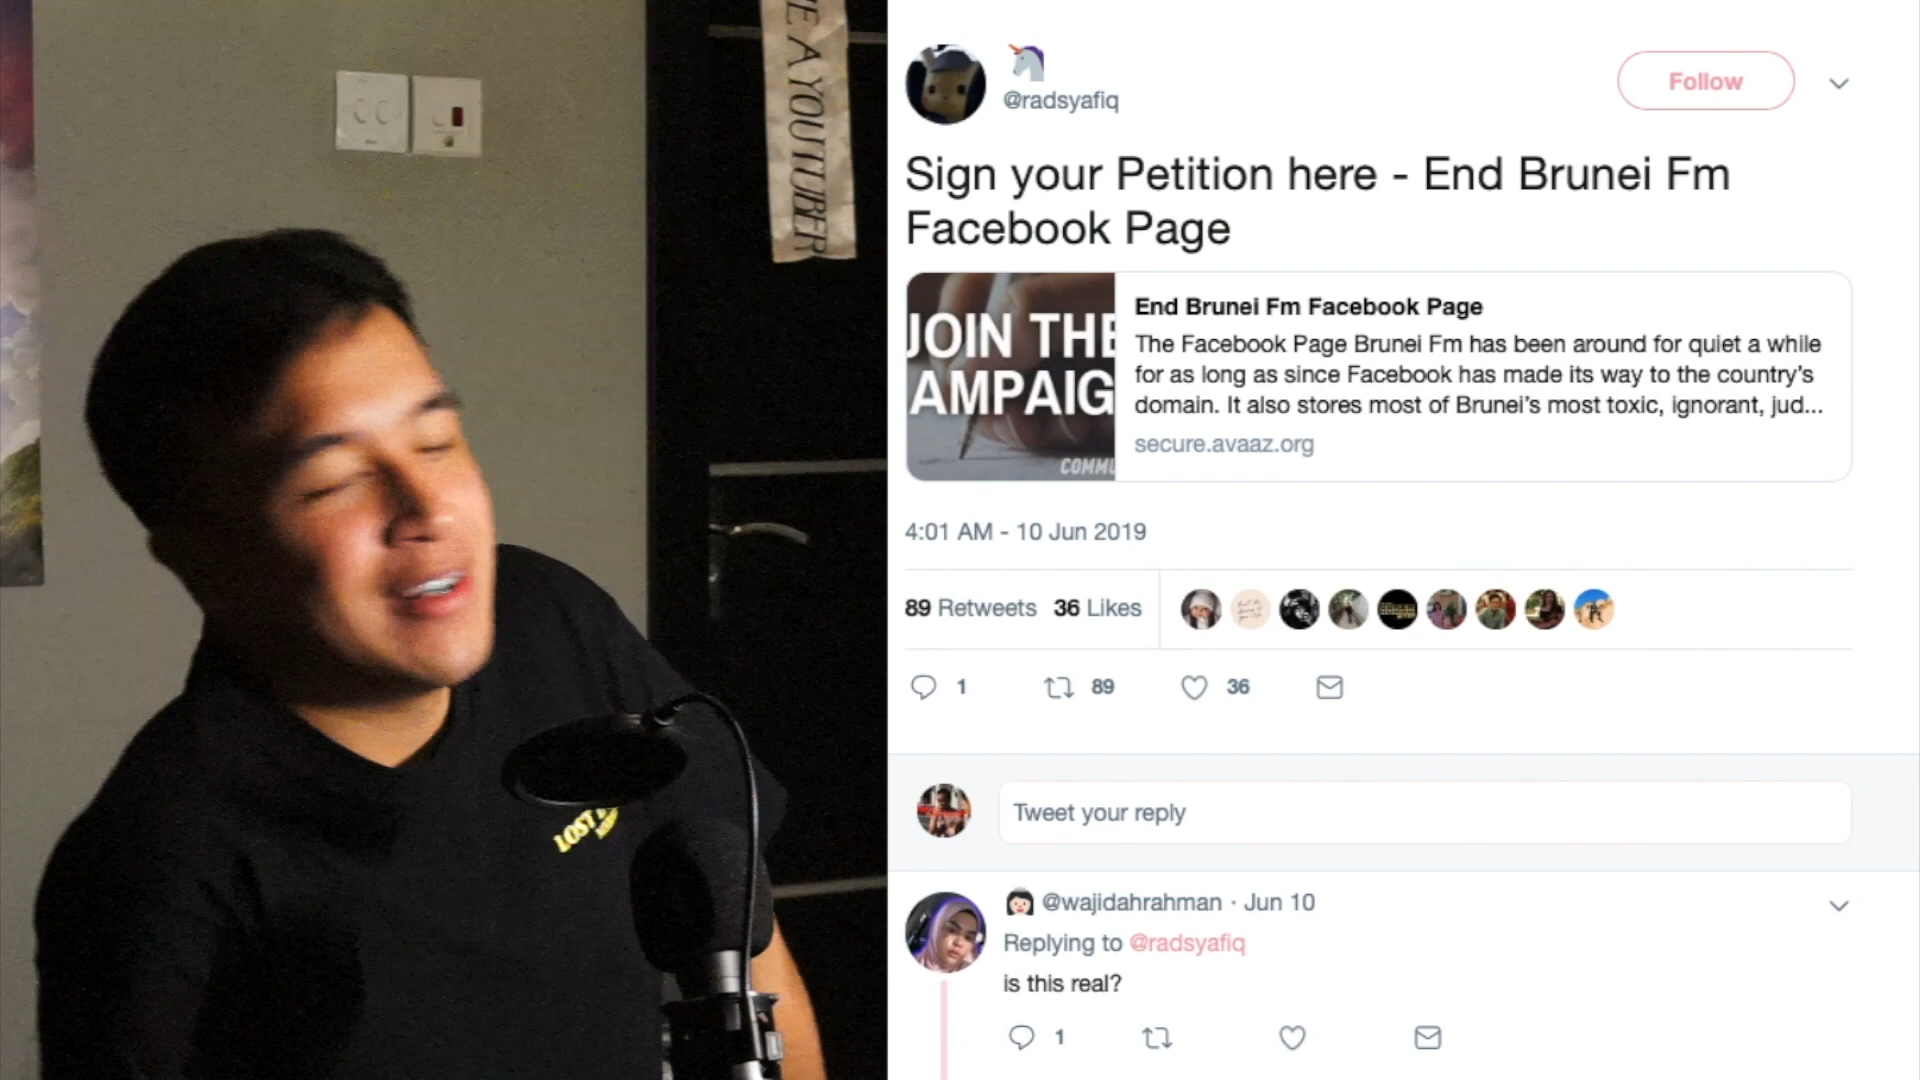 E A YOUTUBER
LOST
@radsyafiq
Follow
Sign your Petition here - End Brunei Fm
Facebook Page
JOIN THE
AMPAIG
COMMU
End Brunei Fm Facebook Page
The Facebook Page Brunei Fm has been around for quiet a while
for as long as since Facebook has made its way to the country's
domain. It also stores most of Brunei's most toxic, ignorant, jud...
secure.avaaz.org
4:01 AM - 10 Jun 2019
89 Retweets 36 Likes
1 89 36
Tweet your reply
@wajidahrahman · Jun 10
Replying to @radsyafiq
is this real?
1